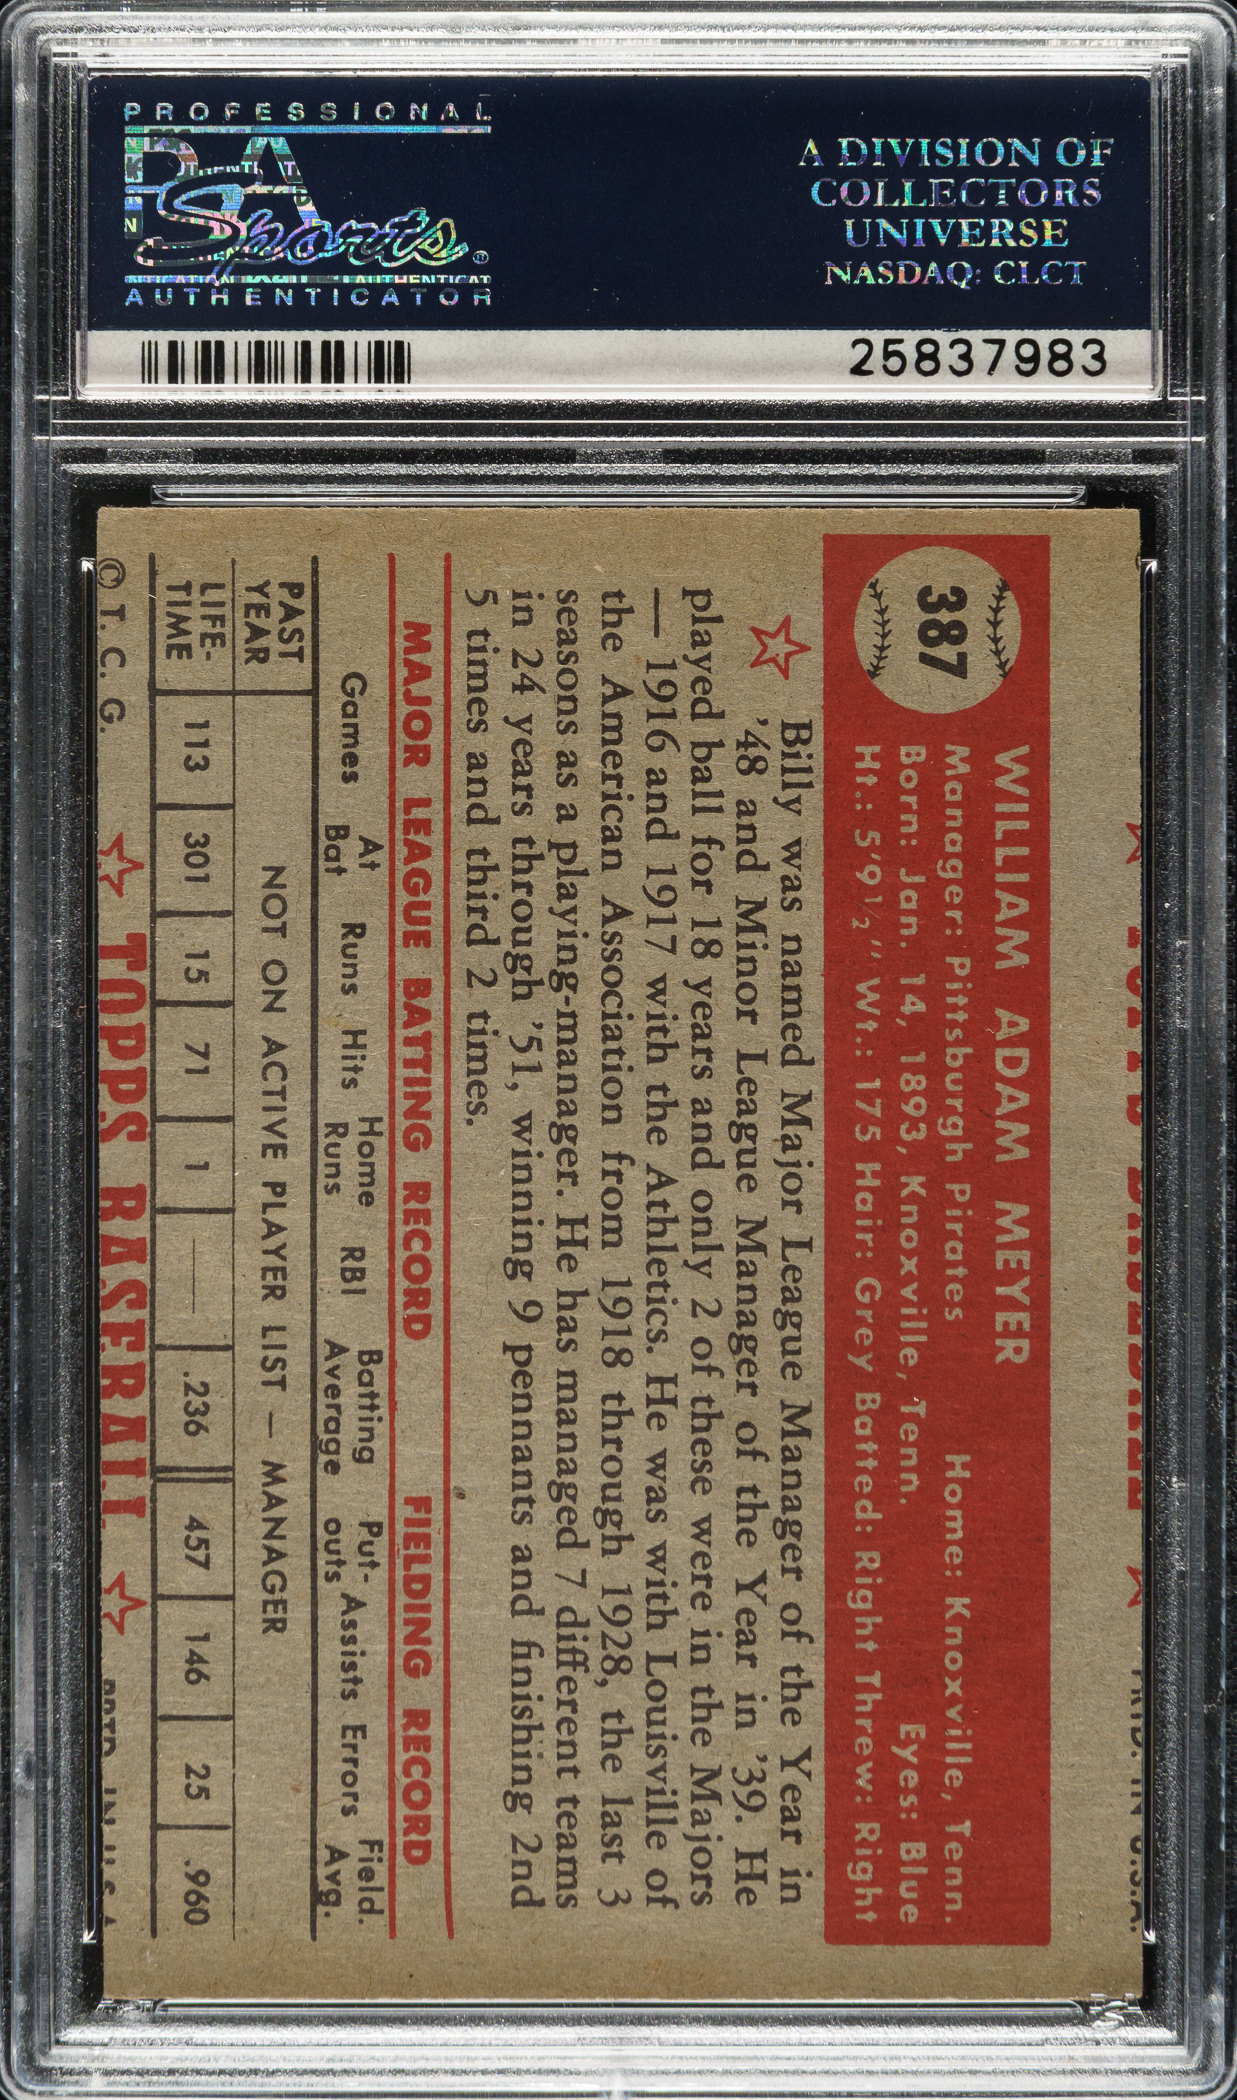 PROFESSIONAL
PSA
Sports®
AUTHENTICATOR
A DIVISION OF
COLLECTORS
UNIVERSE
NASDAQ: CLCT
25837983
387
WILLIAM ADAM MEYER
Manager: Pittsburgh Pirates Home: Knoxville, Tenn.
Born: Jan. 14, 1893, Knoxville, Tenn. Eyes: Blue
Ht.: 5'9½" Wt.: 175 Hair: Grey Batted: Right Threw: Right
Billy was named Major League Manager of the Year in
'48 and Minor League Manager of the Year in '39. He
played ball for 18 years and only 2 of these were in the Majors
— 1916 and 1917 with the Athletics. He was with Louisville of
the American Association from 1918 through 1928, the last 3
seasons as a playing-manager. He has managed 7 different teams
in 24 years through '51, winning 9 pennants and finishing 2nd
5 times and third 2 times.
MAJOR LEAGUE BATTING RECORD FIELDING RECORD
Games At Bat Runs Hits Home Runs RBI Batting Average Put-outs Assists Errors Field. Avg.
PAST YEAR NOT ON ACTIVE PLAYER LIST — MANAGER
LIFE-TIME 113 301 15 71 1 — .236 457 146 25 .960
© T. C. G. ☆ TOPPS BASEBALL ☆ PRTD. IN U.S.A.